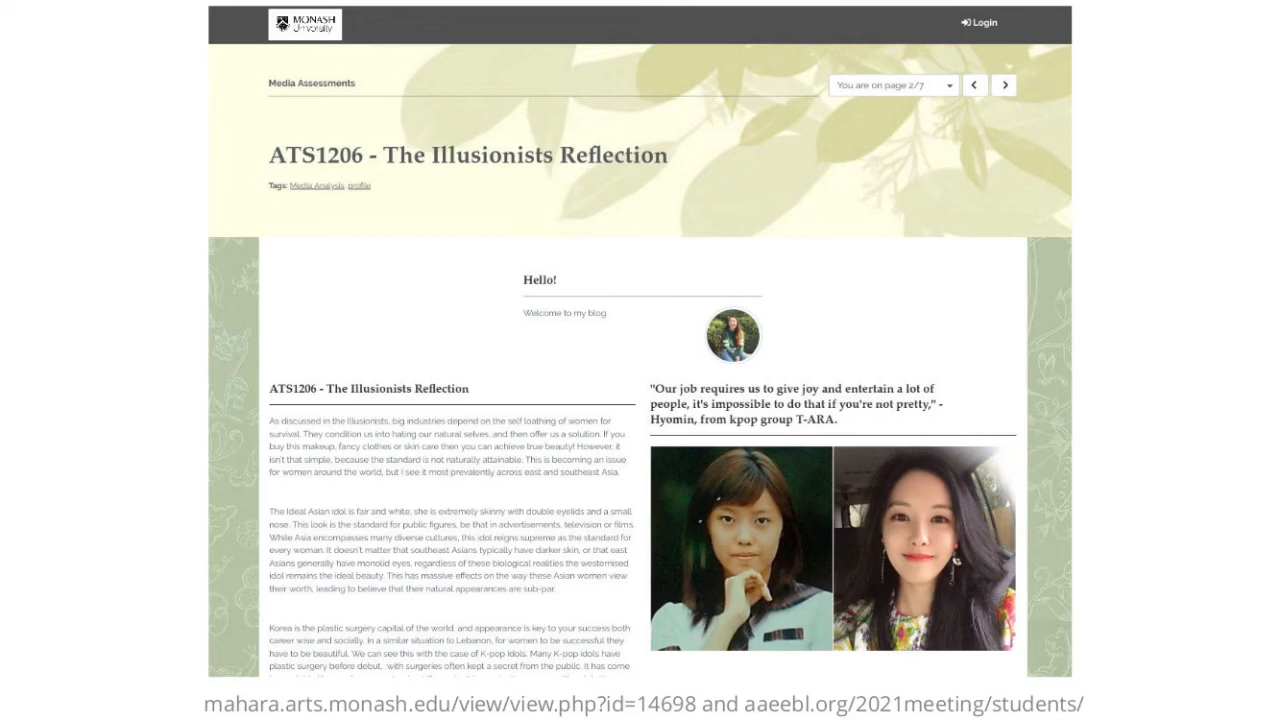 MONASH
University
Login
Media Assessments
You are on page 2/7
ATS1206 - The Illusionists Reflection
Tags: Media Analysis, profile
Hello!
Welcome to my blog
ATS1206 - The Illusionists Reflection
As discussed in the Illusionists, big industries depend on the self loathing of women for
survival. They condition us into hating our natural selves, and then offer us a solution. If you
buy this makeup, fancy clothes or skin care then you can achieve true beauty! However, it
isn't that simple, because the standard is not naturally attainable. This is becoming an issue
for women around the world, but I see it most prevalently across east and southeast Asia.
The Ideal Asian idol is fair and white, she is extremely skinny with double eyelids and a small
nose. This look is the standard for public figures, be that in advertisements, television or films.
While Asia encompasses many diverse cultures, this idol reigns supreme as the standard for
every woman. It doesn't matter that southeast Asians typically have darker skin, or that east
Asians generally have monolid eyes, regardless of these biological realities the westernised
idol remains the ideal beauty. This has massive effects on the way these Asian women view
their worth, leading to believe that their natural appearances are sub-par.
Korea is the plastic surgery capital of the world, and appearance is key to your success both
career wise and socially. In a similar situation to Lebanon, for women to be successful they
have to be beautiful. We can see this with the case of K-pop Idols. Many K-pop idols have
plastic surgery before debut, with surgeries often kept a secret from the public. It has come
"Our job requires us to give joy and entertain a lot of
people, it's impossible to do that if you're not pretty," -
Hyomin, from kpop group T-ARA.
mahara.arts.monash.edu/view/view.php?id=14698 and aaeebl.org/2021meeting/students/